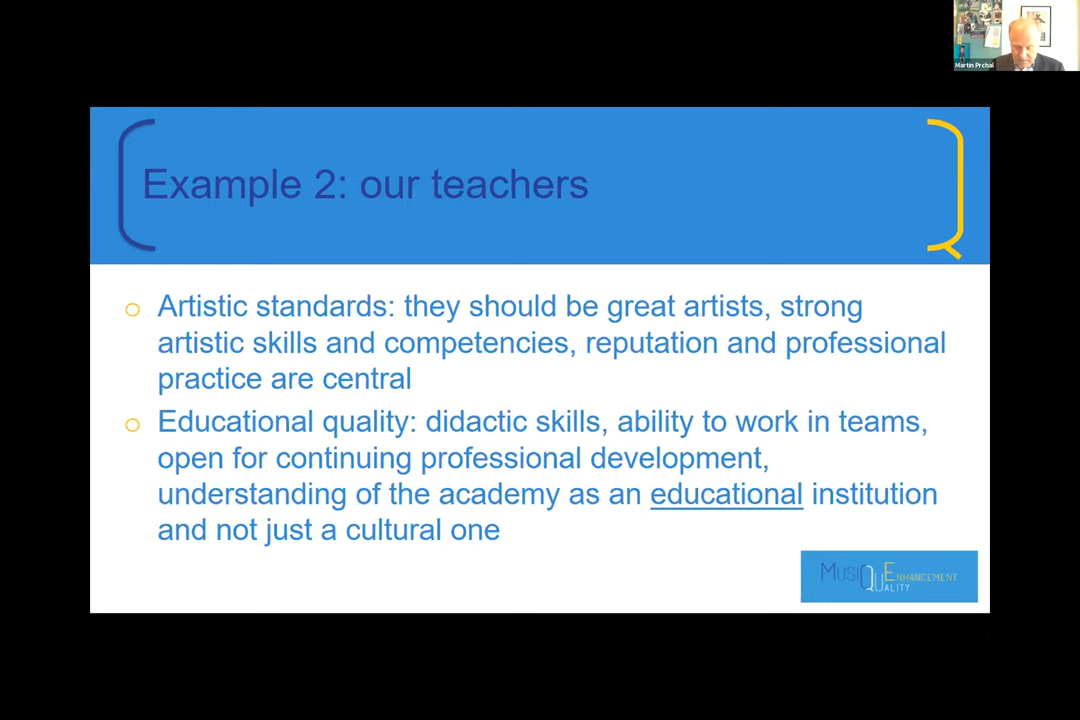 Martin Prchal
Example 2: our teachers
Artistic standards: they should be great artists, strong
artistic skills and competencies, reputation and professional
practice are central
Educational quality: didactic skills, ability to work in teams,
open for continuing professional development,
understanding of the academy as an educational institution
and not just a cultural one
MUSIQUE ENHANCEMENT
QUALITY